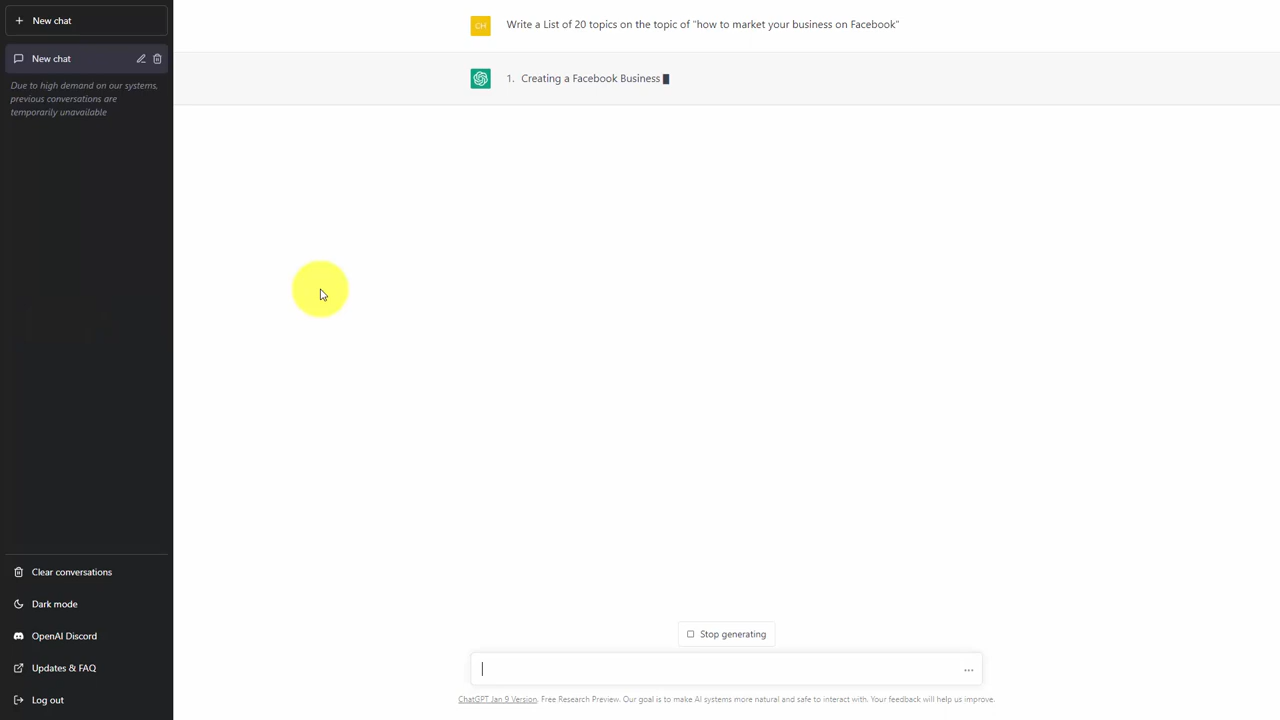 New chat
New chat
Due to high demand on our systems,
previous conversations are
temporarily unavailable
Clear conversations
Dark mode
OpenAI Discord
Updates & FAQ
Log out
CH
Write a List of 20 topics on the topic of "how to market your business on Facebook"
1. Creating a Facebook Business
Stop generating
ChatGPT Jan 9 Version. Free Research Preview. Our goal is to make AI systems more natural and safe to interact with. Your feedback will help us improve.